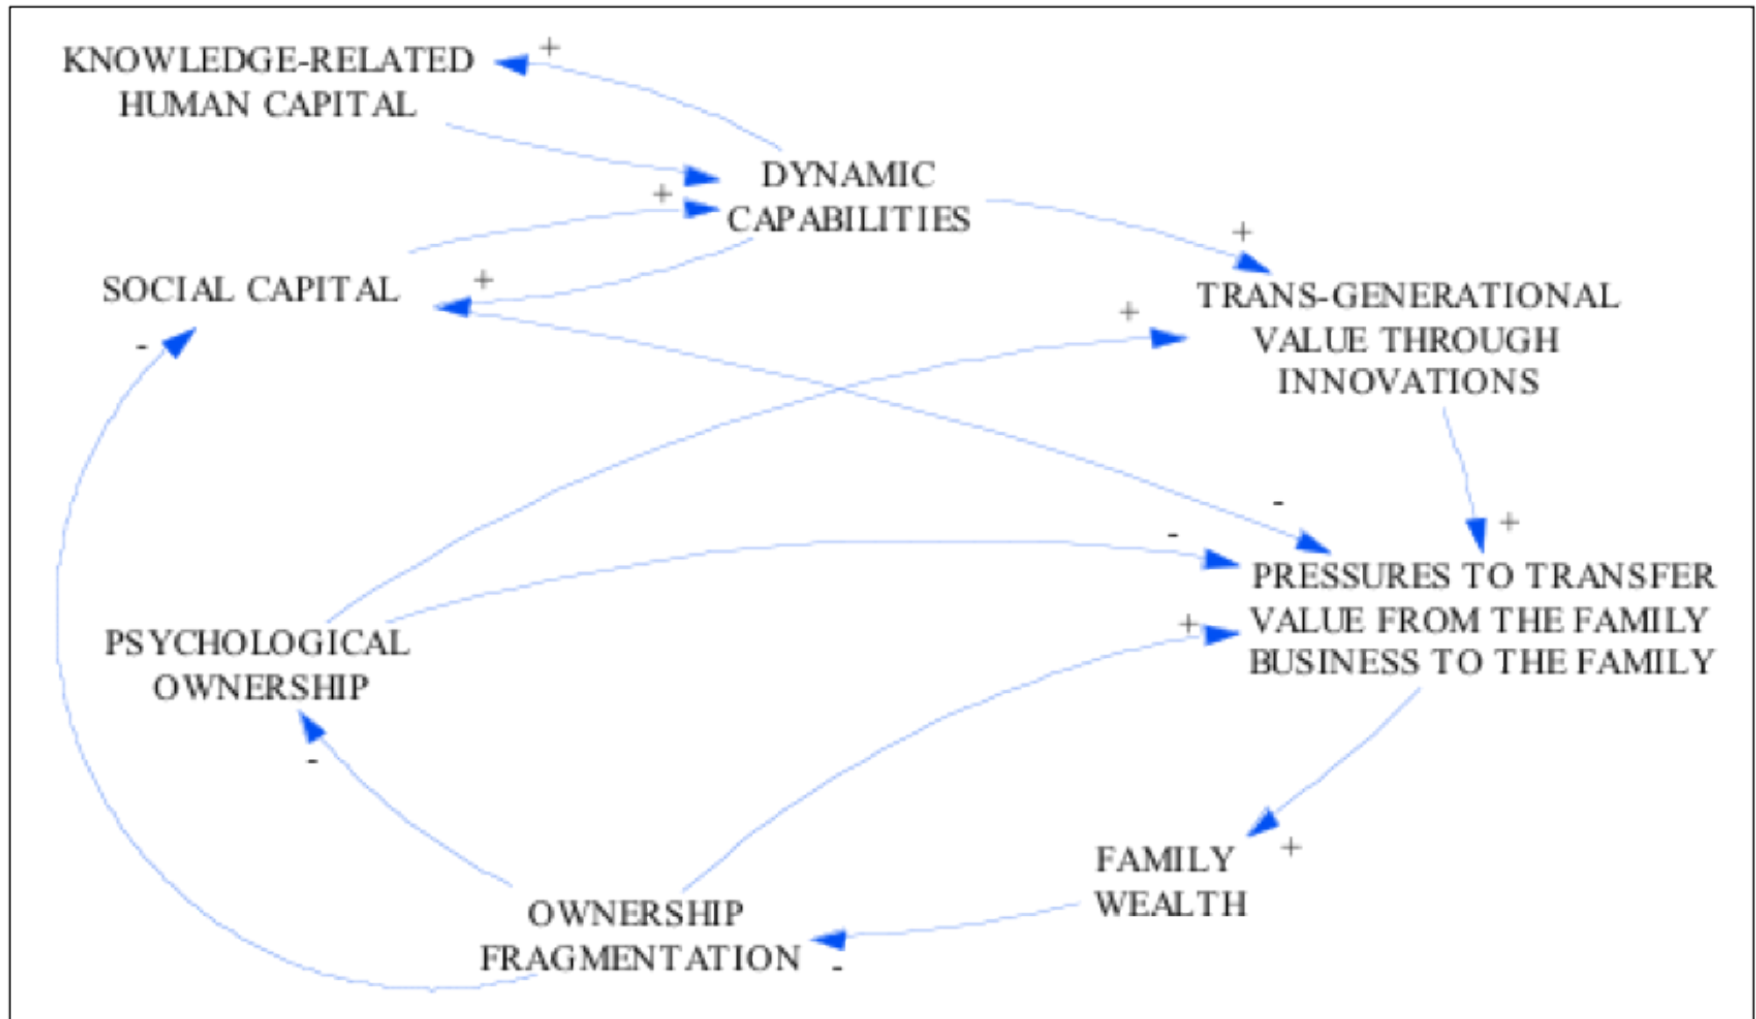 KNOWLEDGE-RELATED
HUMAN CAPITAL
+
DYNAMIC
CAPABILITIES
+
+
SOCIAL CAPITAL
+
-
TRANS-GENERATIONAL
VALUE THROUGH
INNOVATIONS
+
-
-
+
PRESSURES TO TRANSFER
VALUE FROM THE FAMILY
BUSINESS TO THE FAMILY
+
PSYCHOLOGICAL
OWNERSHIP
-
FAMILY
WEALTH
+
OWNERSHIP
FRAGMENTATION
-